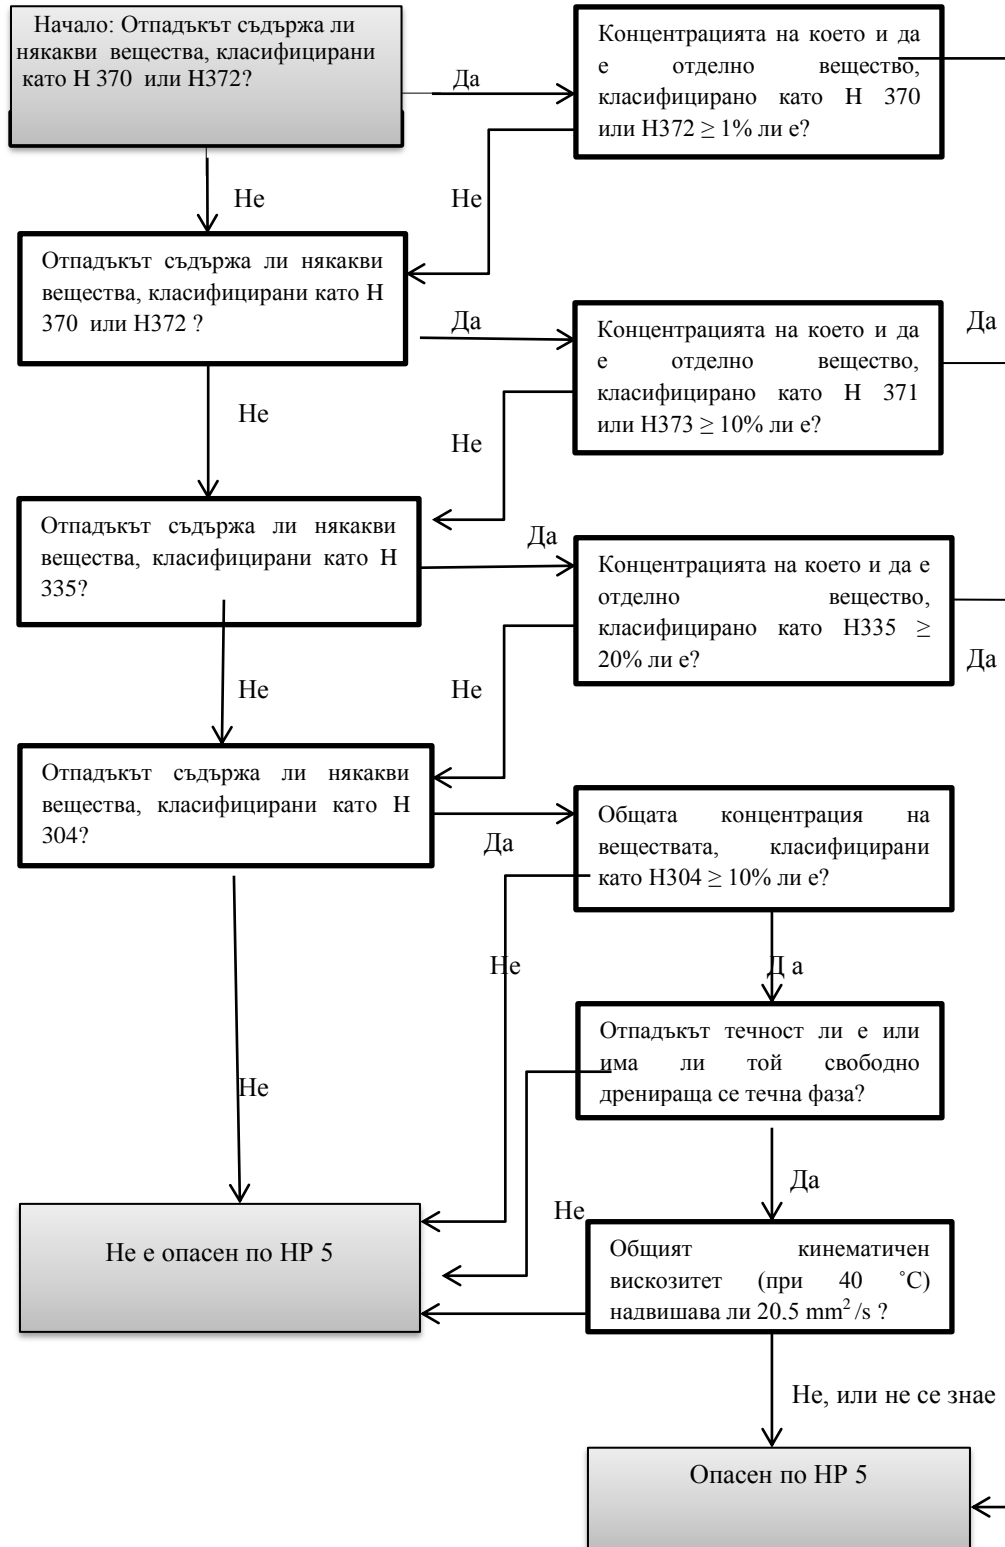 Начало: Отпадъкът съдържа ли
някакви вещества, класифицирани
като Н 370 или Н372?
Да
Концентрацията на което и да
е отделно вещество,
класифицирано като Н 370
или Н372 ≥ 1% ли е?
Не
Не
Отпадъкът съдържа ли някакви
вещества, класифицирани като Н
370 или Н372 ?
Да
Концентрацията на което и да
е отделно вещество,
класифицирано като Н 371
или Н373 ≥ 10% ли е?
Да
Не
Не
Отпадъкът съдържа ли някакви
вещества, класифицирани като Н
335?
Да
Концентрацията на което и да е
отделно вещество,
класифицирано като Н335 ≥
20% ли е?
Да
Не
Не
Отпадъкът съдържа ли някакви
вещества, класифицирани като Н
304?
Да
Общата концентрация на
веществата, класифицирани
като Н304 ≥ 10% ли е?
Не
Д а
Отпадъкът течност ли е или
има ли той свободно
дренираща се течна фаза?
Не
Да
Не
Не е опасен по НР 5
Общият кинематичен
вискозитет (при 40 ˚С)
надвишава ли 20,5 mm²/s ?
Не, или не се знае
Опасен по НР 5